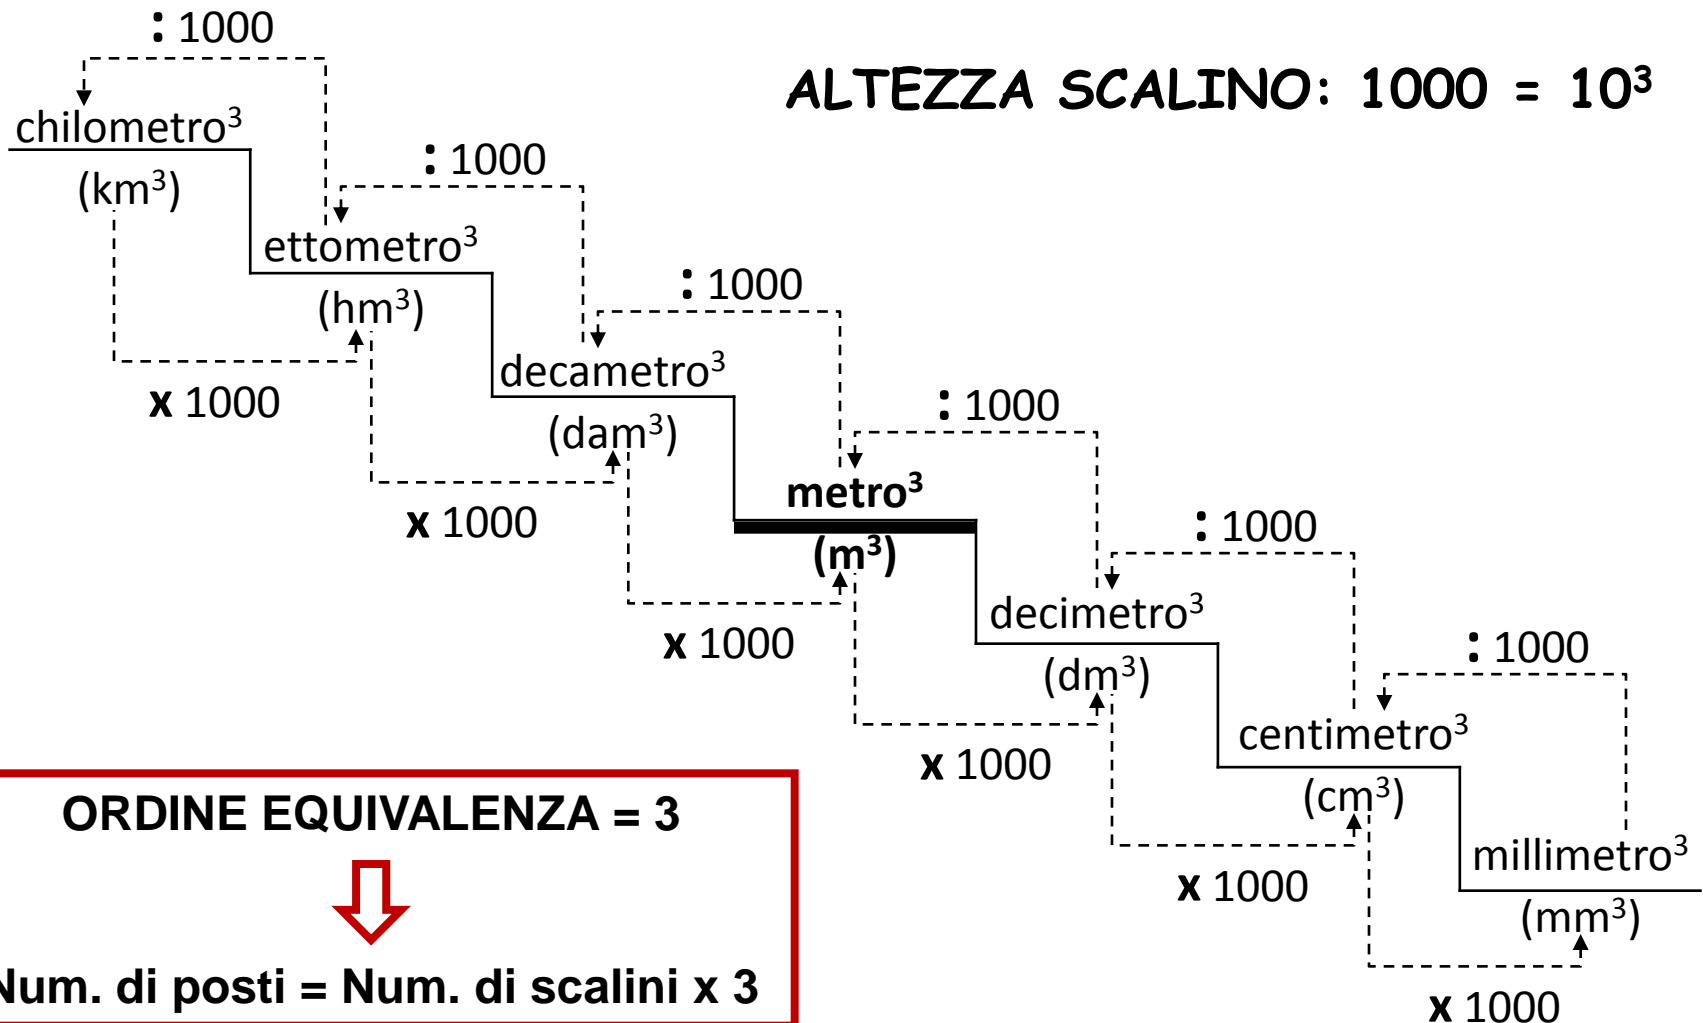 : 1000
ALTEZZA SCALINO: 1000 = 10³
chilometro³
(km³)
: 1000
ettometro³
(hm³)
x 1000
: 1000
decametro³
(dam³)
x 1000
: 1000
metro³
(m³)
x 1000
: 1000
decimetro³
(dm³)
x 1000
: 1000
centimetro³
(cm³)
x 1000
millimetro³
(mm³)
x 1000
ORDINE EQUIVALENZA = 3
Num. di posti = Num. di scalini x 3